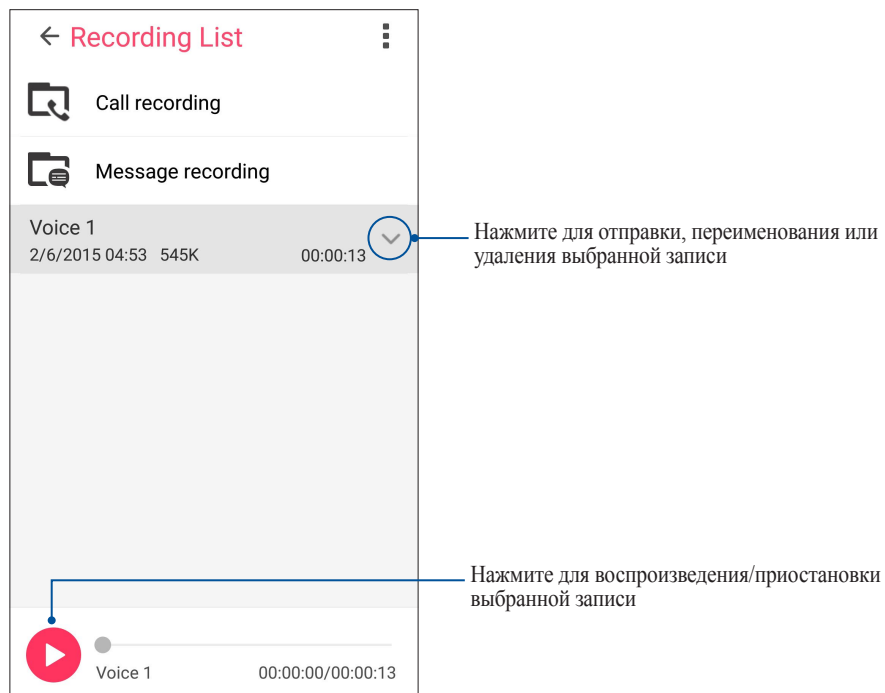 Recording List
Call recording
Message recording
Voice 1
2/6/2015 04:53 545K 00:00:13
Нажмите для отправки, переименования или
удаления выбранной записи
Нажмите для воспроизведения/приостановки
выбранной записи
Voice 1 00:00:00/00:00:13